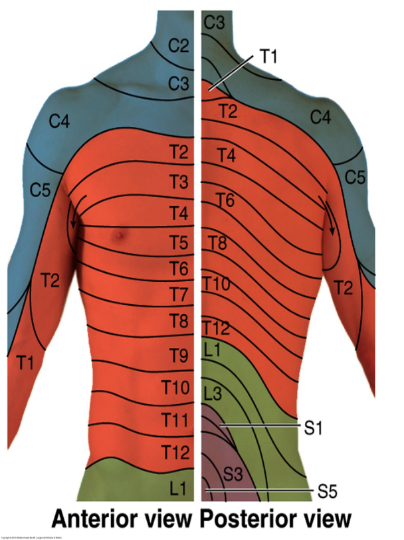 C3
C2
T1
C3
T2
C4
C4
T2
T4
T3
C5
C5
T6
T4
T5
T8
T6
T2
T10
T2
T7
T8
T12
T9
L1
T1
T10
L3
T11
S1
T12
S3
L1
S5
Anterior view Posterior view